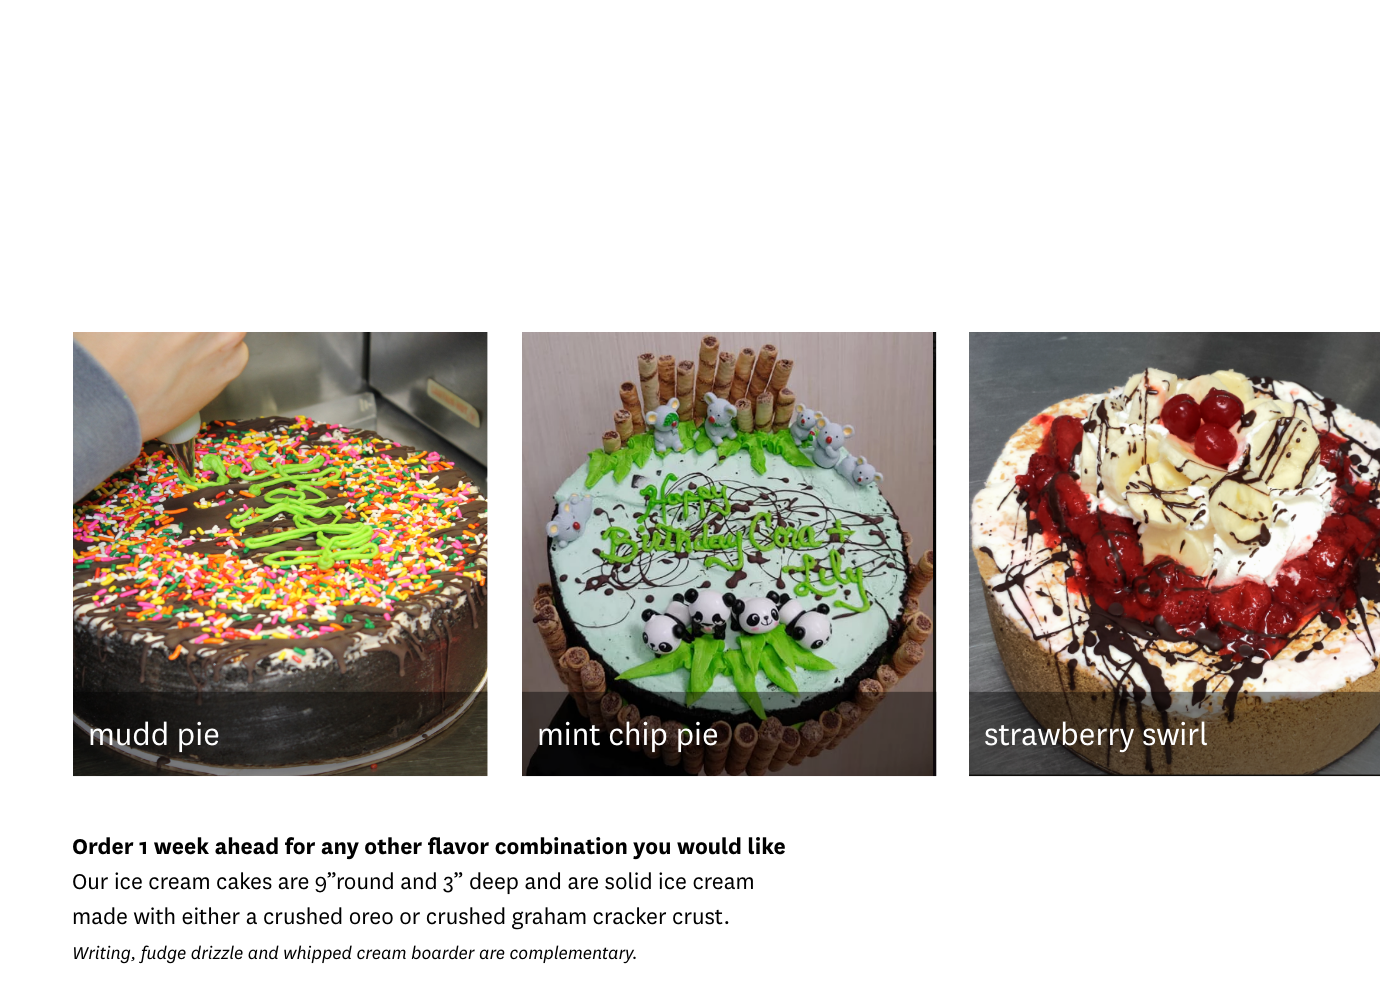 Happy
Birthday Cora +
Lily
mudd pie
mint chip pie
strawberry swirl
Order 1 week ahead for any other flavor combination you would like
Our ice cream cakes are 9”round and 3” deep and are solid ice cream
made with either a crushed oreo or crushed graham cracker crust.
Writing, fudge drizzle and whipped cream boarder are complementary.